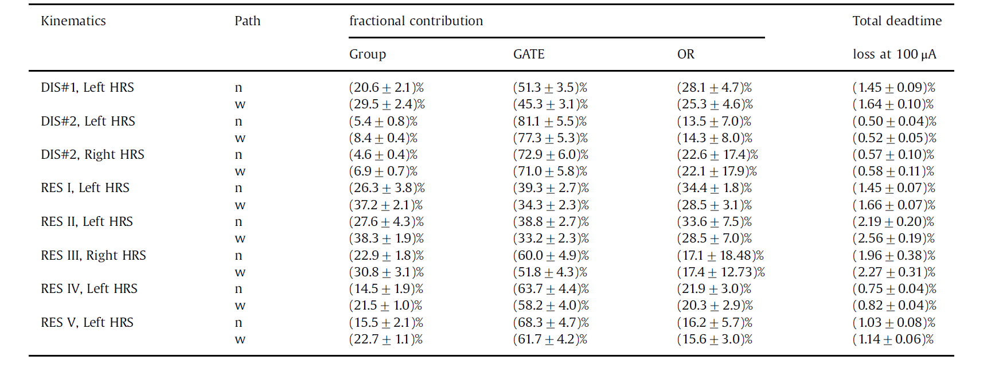 Kinematics Path fractional contribution Total deadtime
Group GATE OR loss at 100 μA
DIS#1, Left HRS n (20.6 ± 2.1)% (51.3 ± 3.5)% (28.1 ± 4.7)% (1.45 ± 0.09)%
w (29.5 ± 2.4)% (45.3 ± 3.1)% (25.3 ± 4.6)% (1.64 ± 0.10)%
DIS#2, Left HRS n (5.4 ± 0.8)% (81.1 ± 5.5)% (13.5 ± 7.0)% (0.50 ± 0.04)%
w (8.4 ± 0.4)% (77.3 ± 5.3)% (14.3 ± 8.0)% (0.52 ± 0.05)%
DIS#2, Right HRS n (4.6 ± 0.4)% (72.9 ± 6.0)% (22.6 ± 17.4)% (0.57 ± 0.10)%
w (6.9 ± 0.7)% (71.0 ± 5.8)% (22.1 ± 17.9)% (0.58 ± 0.11)%
RES I, Left HRS n (26.3 ± 3.8)% (39.3 ± 2.7)% (34.4 ± 1.8)% (1.45 ± 0.07)%
w (37.2 ± 2.1)% (34.3 ± 2.3)% (28.5 ± 3.1)% (1.66 ± 0.07)%
RES II, Left HRS n (27.6 ± 4.3)% (38.8 ± 2.7)% (33.6 ± 7.5)% (2.19 ± 0.20)%
w (38.3 ± 1.9)% (33.2 ± 2.3)% (28.5 ± 7.0)% (2.56 ± 0.19)%
RES III, Right HRS n (22.9 ± 1.8)% (60.0 ± 4.9)% (17.1 ± 18.48)% (1.96 ± 0.38)%
w (30.8 ± 3.1)% (51.8 ± 4.3)% (17.4 ± 12.73)% (2.27 ± 0.31)%
RES IV, Left HRS n (14.5 ± 1.9)% (63.7 ± 4.4)% (21.9 ± 3.0)% (0.75 ± 0.04)%
w (21.5 ± 1.0)% (58.2 ± 4.0)% (20.3 ± 2.9)% (0.82 ± 0.04)%
RES V, Left HRS n (15.5 ± 2.1)% (68.3 ± 4.7)% (16.2 ± 5.7)% (1.03 ± 0.08)%
w (22.7 ± 1.1)% (61.7 ± 4.2)% (15.6 ± 3.0)% (1.14 ± 0.06)%